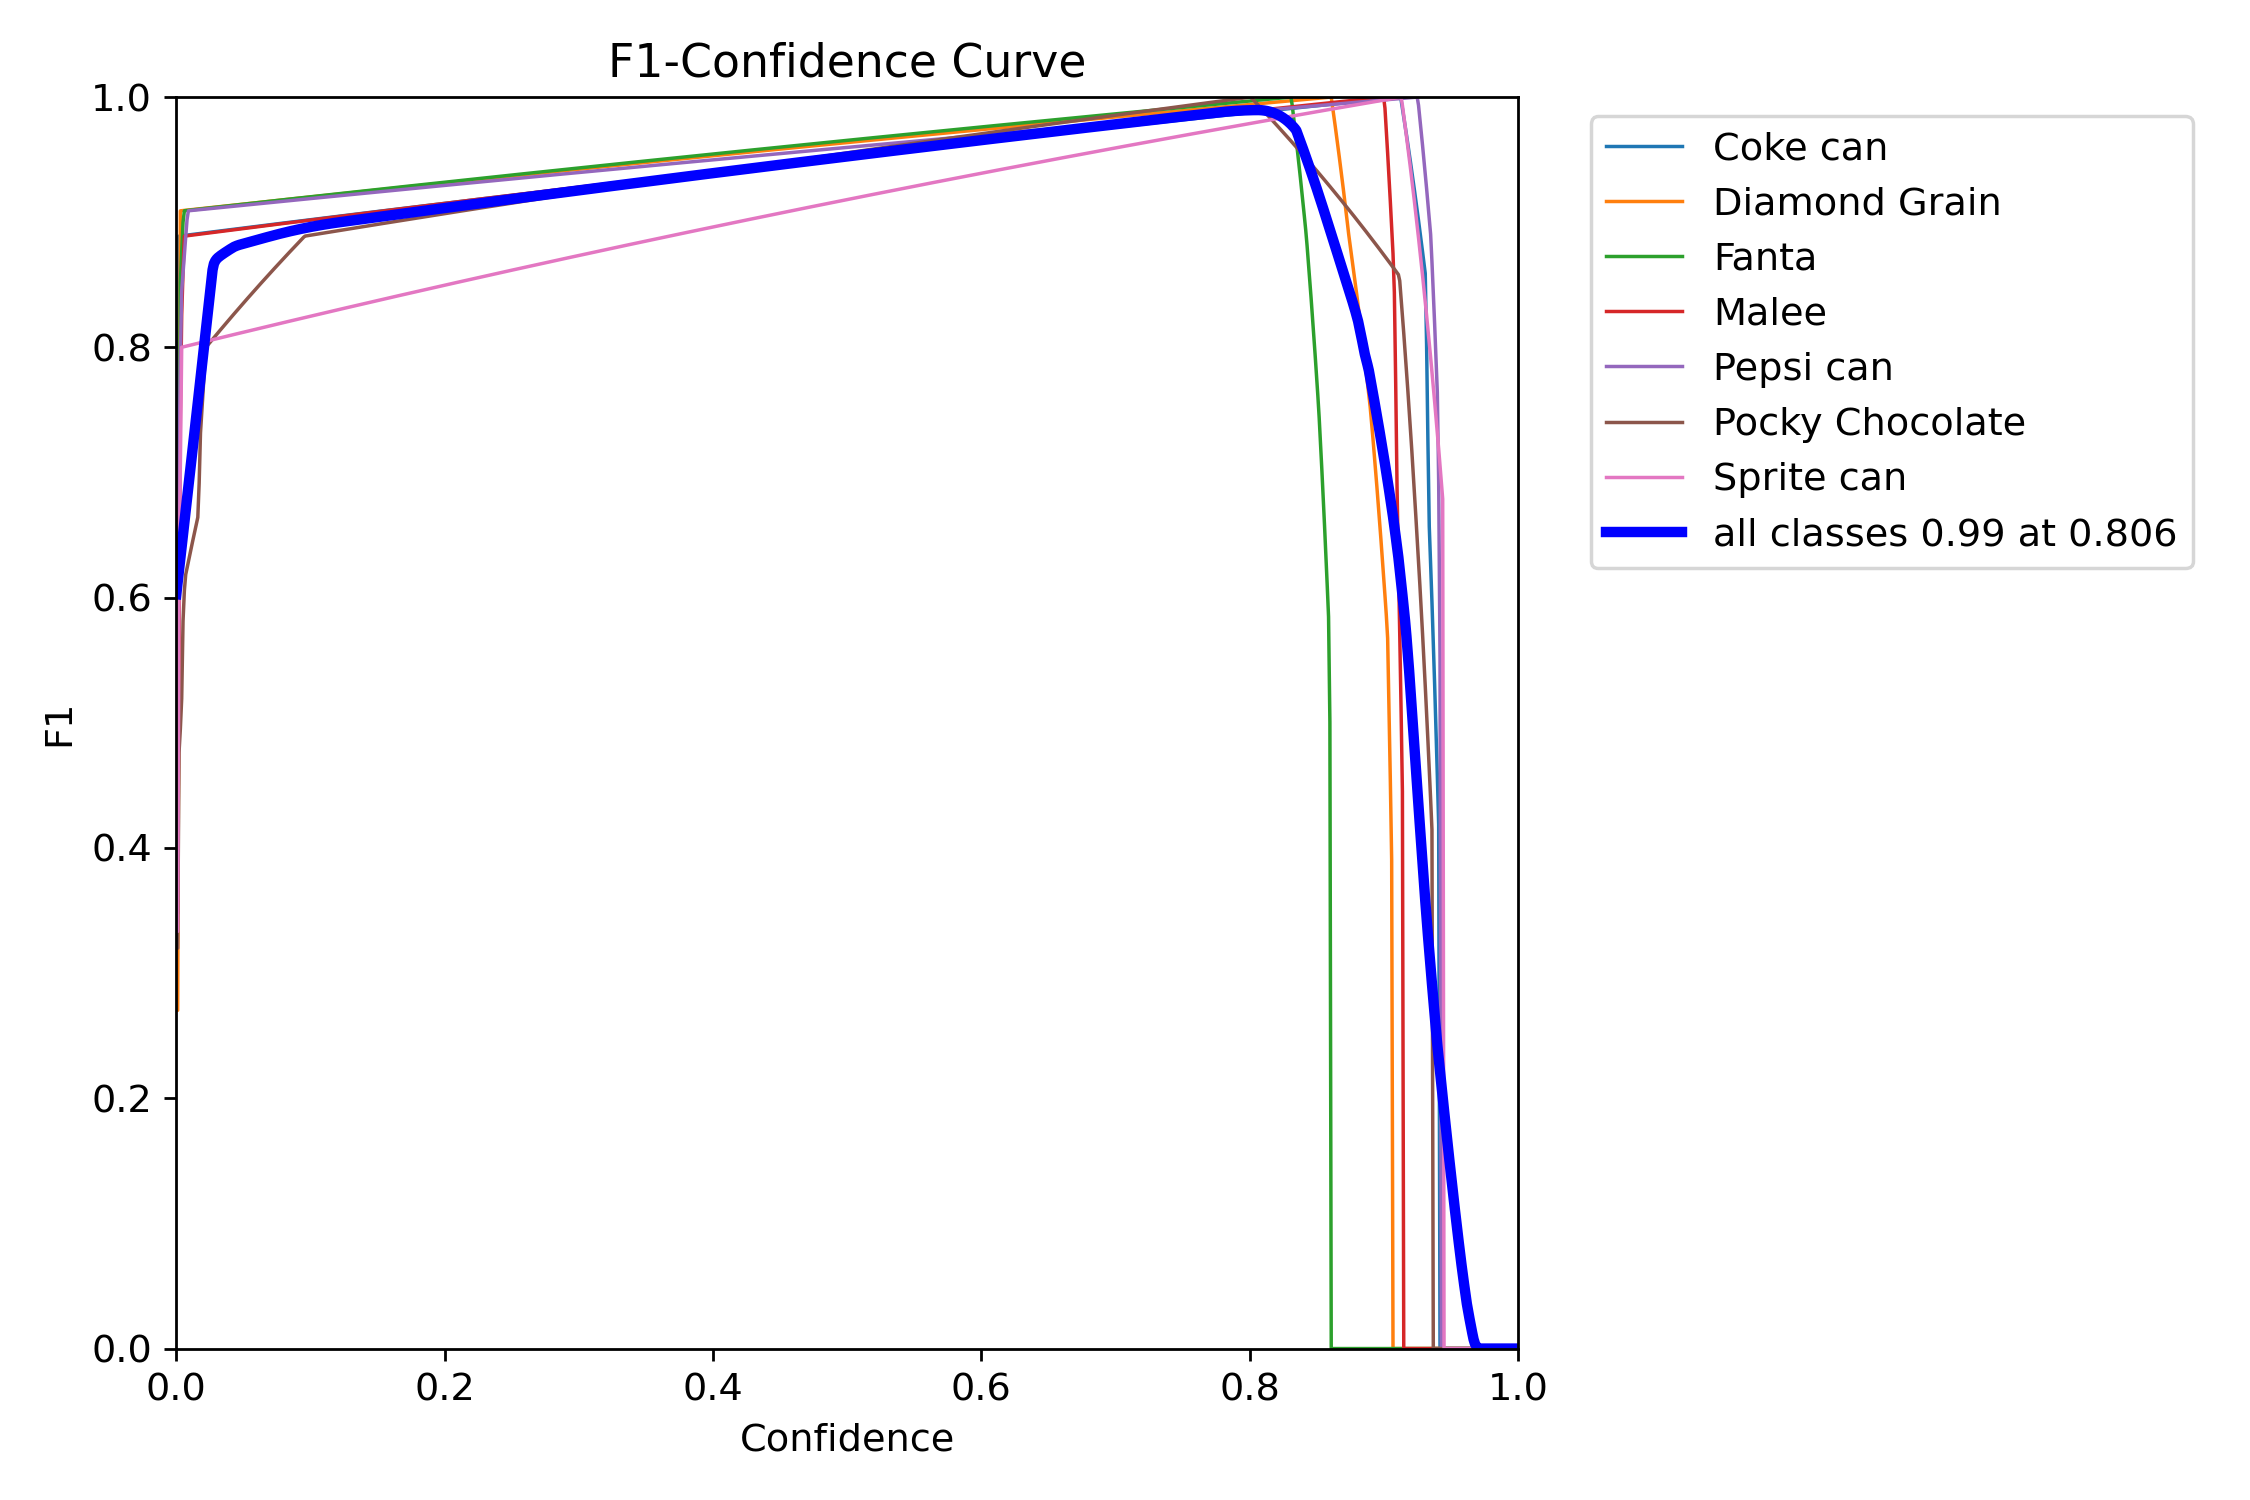 F1-Confidence Curve
1.0
0.8
0.6
0.4
0.2
0.0
F1
0.0 0.2 0.4 0.6 0.8 1.0
Confidence
Coke can
Diamond Grain
Fanta
Malee
Pepsi can
Pocky Chocolate
Sprite can
all classes 0.99 at 0.806